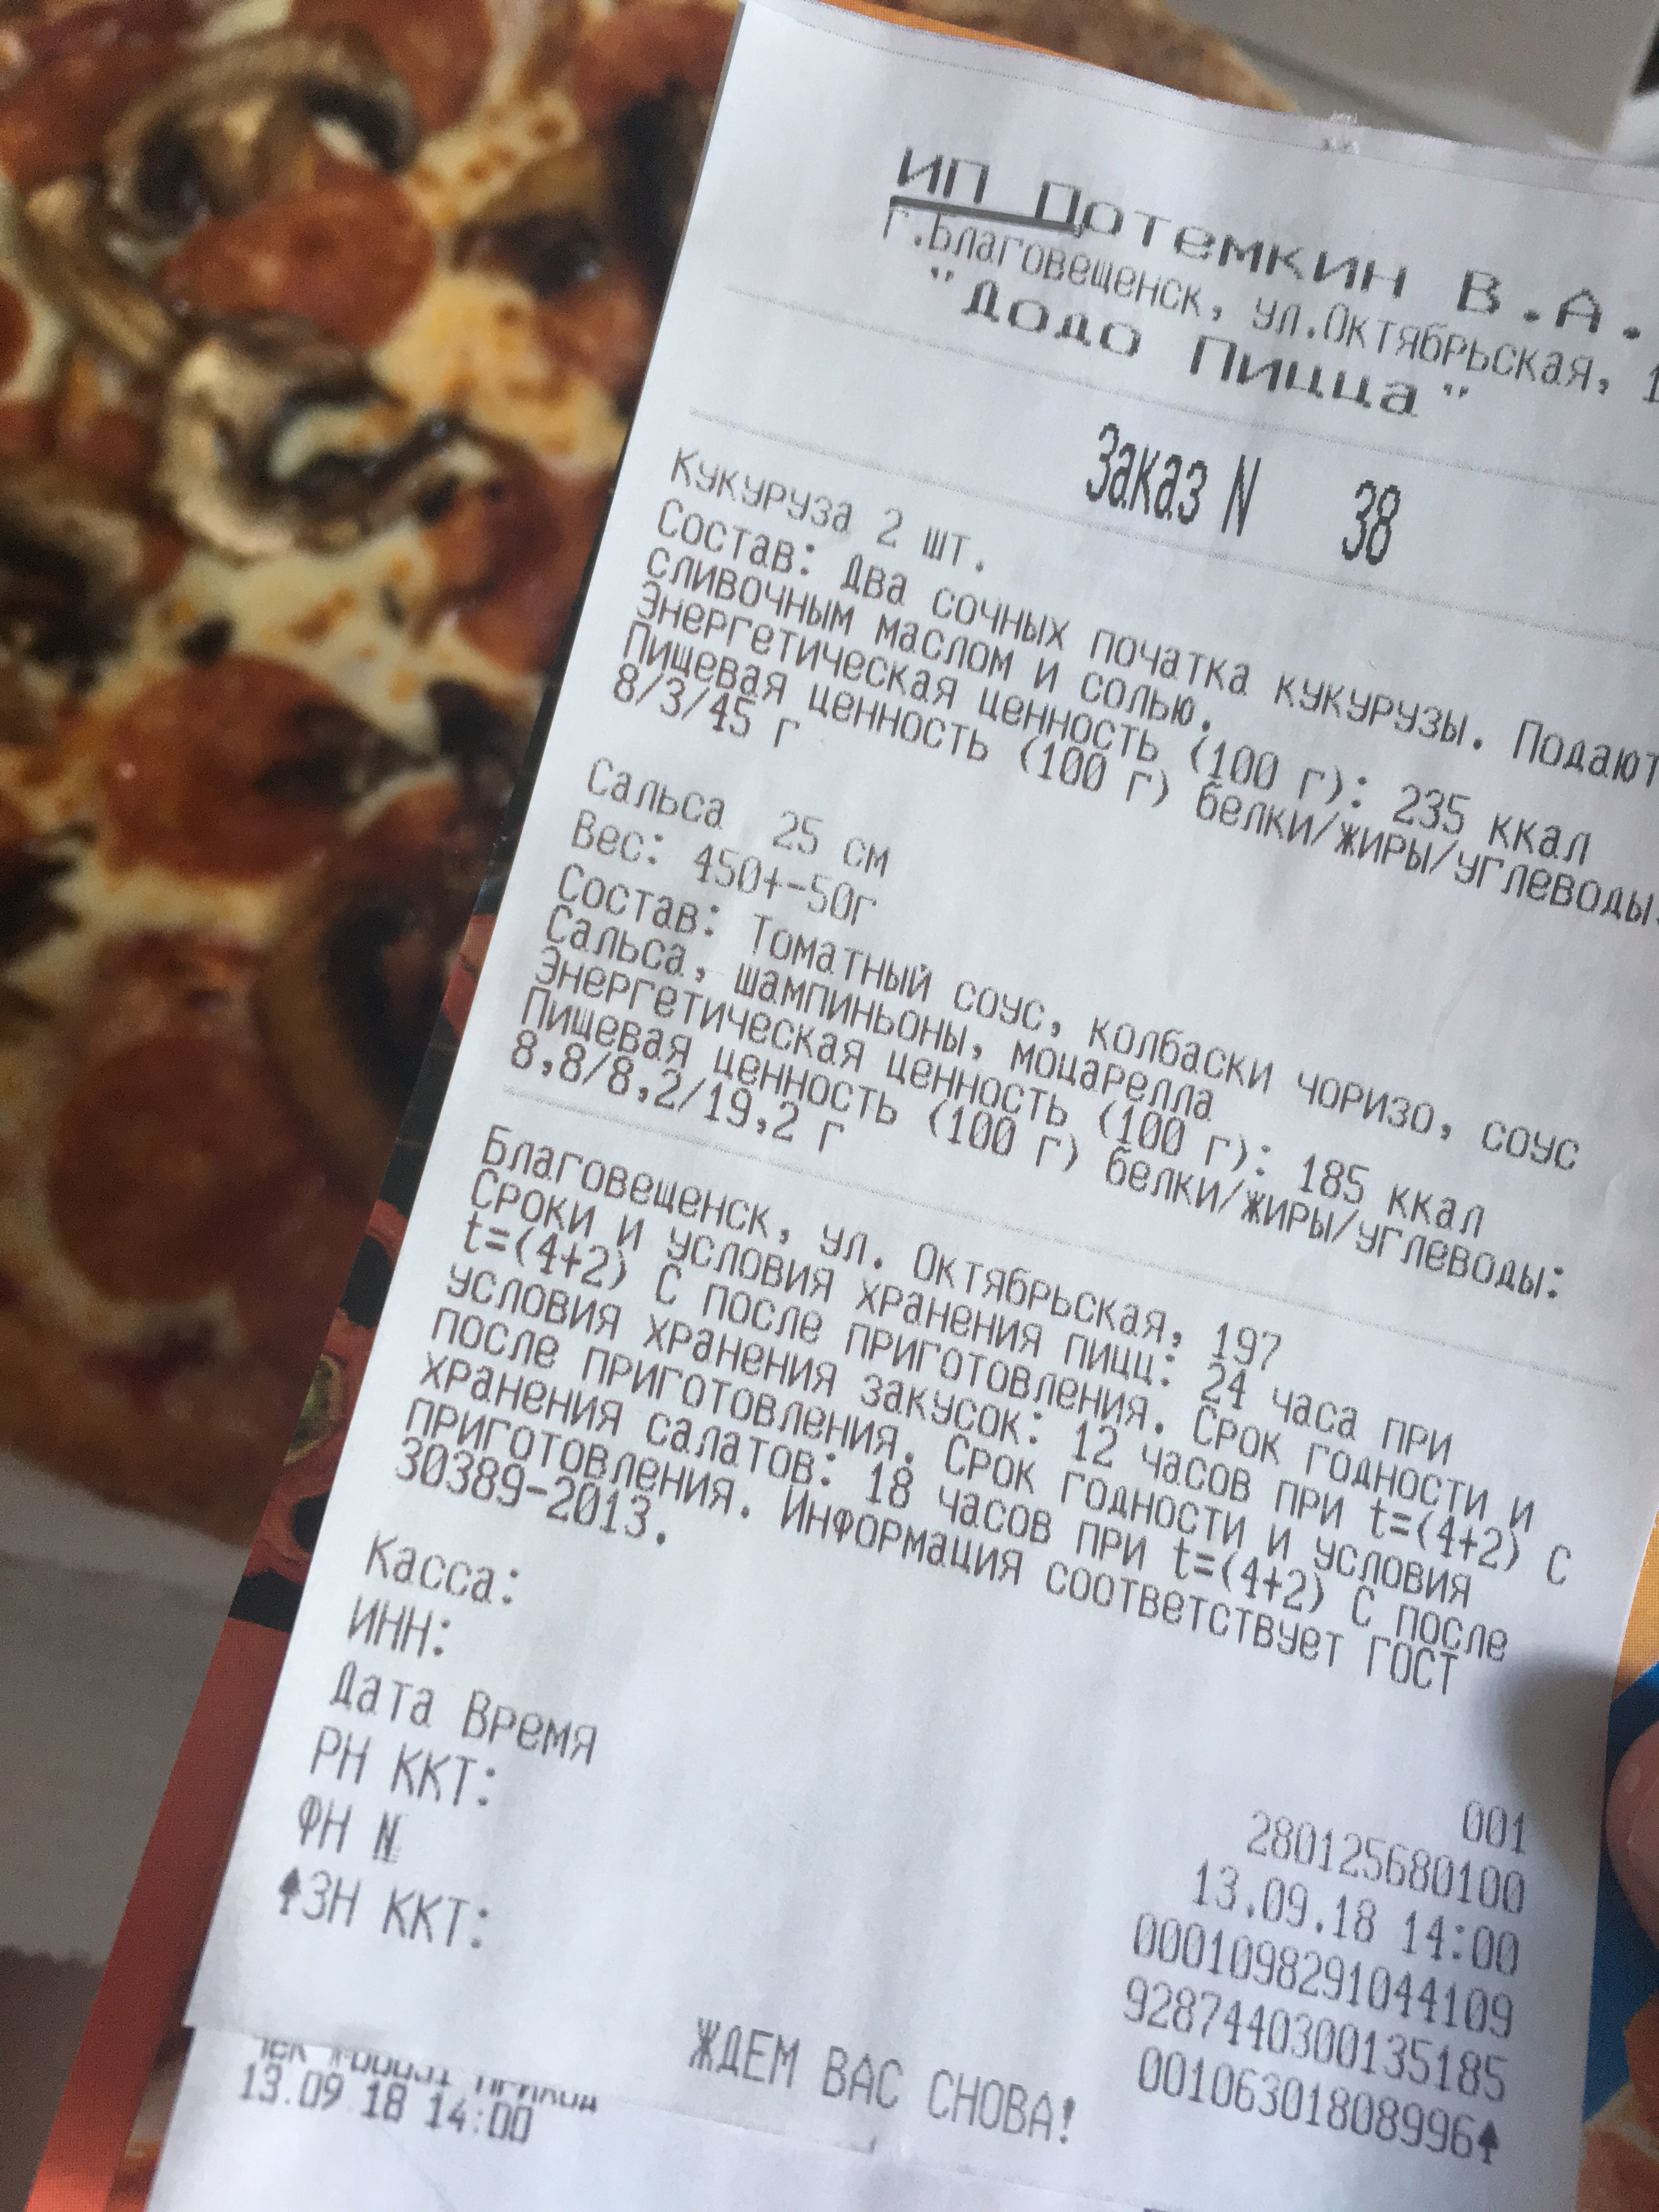 ИП Потемкин В.А.
г.Благовещенск, ул.Октябрьская, 1
"Додо Пицца"
Заказ N 38
Кукуруза 2 шт.
Состав: Два сочных початка кукурузы. Подают
сливочным маслом и солью.
Энергетическая ценность (100 г): 235 ккал
Пищевая ценность (100 г) белки/жиры/углеводы:
8/3/45 г
Сальса 25 см
Вес: 450+-50г
Состав: Томатный соус, колбаски чоризо, соус
Сальса, шампиньоны, моцарелла
Энергетическая ценность (100 г): 185 ккал
Пищевая ценность (100 г) белки/жиры/углеводы:
8,8/8,2/19,2 г
Благовещенск, ул. Октябрьская, 197
Сроки и условия хранения пицц: 24 часа при
t=(4+2) С после приготовления. Срок годности и
условия хранения закусок: 12 часов при t=(4+2) С
после приготовления. Срок годности и условия
хранения салатов: 18 часов при t=(4+2) С после
приготовления. Информация соответствует ГОСТ
30389-2013.
Касса: 001
ИНН: 280125680100
Дата Время 13.09.18 14:00
РН ККТ: 0001098291044109
ФН N 9287440300135185
ЗН ККТ: 00106301808996
ЖДЕМ ВАС СНОВА!
13.09.18 14:00